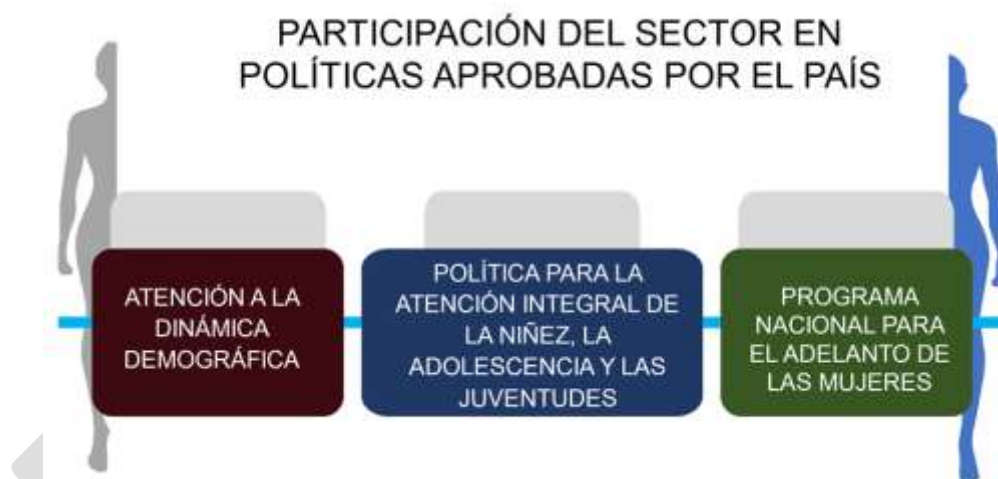 PARTICIPACIÓN DEL SECTOR EN
POLÍTICAS APROBADAS POR EL PAÍS
ATENCIÓN A LA
DINÁMICA
DEMOGRÁFICA
POLÍTICA PARA LA
ATENCIÓN INTEGRAL DE
LA NIÑEZ, LA
ADOLESCENCIA Y LAS
JUVENTUDES
PROGRAMA
NACIONAL PARA
EL ADELANTO DE
LAS MUJERES